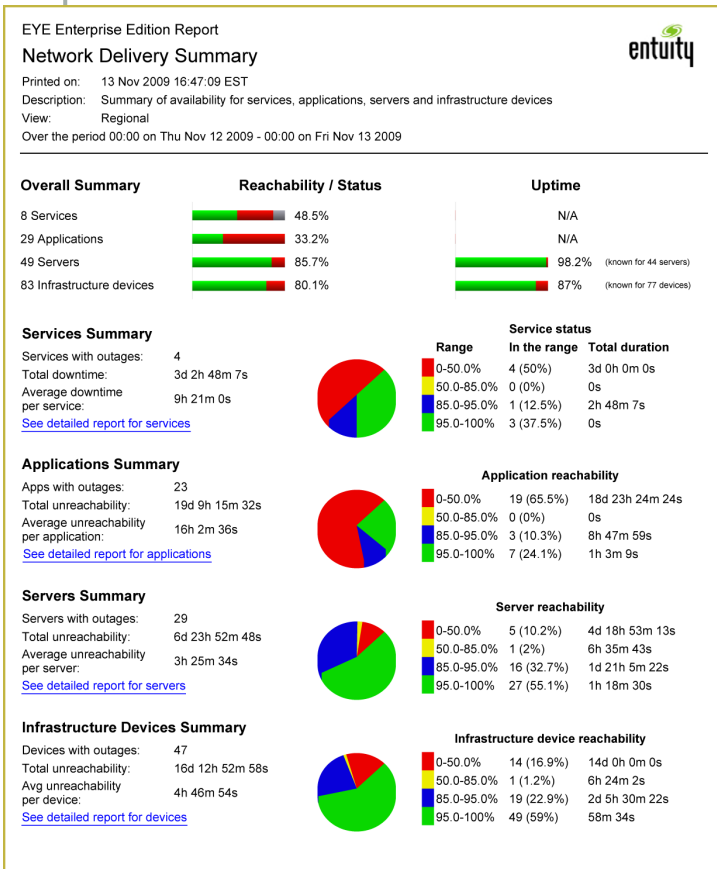 EYE Enterprise Edition Report
entuity
Network Delivery Summary
Printed on: 13 Nov 2009 16:47:09 EST
Description: Summary of availability for services, applications, servers and infrastructure devices
View: Regional
Over the period 00:00 on Thu Nov 12 2009 - 00:00 on Fri Nov 13 2009
Overall Summary Reachability / Status Uptime
8 Services 48.5% N/A
29 Applications 33.2% N/A
49 Servers 85.7% 98.2% (known for 44 servers)
83 Infrastructure devices 80.1% 87% (known for 77 devices)
Services Summary
Services with outages: 4
Total downtime: 3d 2h 48m 7s
Average downtime
per service: 9h 21m 0s
See detailed report for services
Service status
Range In the range Total duration
0-50.0% 4 (50%) 3d 0h 0m 0s
50.0-85.0% 0 (0%) 0s
85.0-95.0% 1 (12.5%) 2h 48m 7s
95.0-100% 3 (37.5%) 0s
Applications Summary
Apps with outages: 23
Total unreachability: 19d 9h 15m 32s
Average unreachability
per application: 16h 2m 36s
See detailed report for applications
Application reachability
0-50.0% 19 (65.5%) 18d 23h 24m 24s
50.0-85.0% 0 (0%) 0s
85.0-95.0% 3 (10.3%) 8h 47m 59s
95.0-100% 7 (24.1%) 1h 3m 9s
Servers Summary
Servers with outages: 29
Total unreachability: 6d 23h 52m 48s
Average unreachability
per server: 3h 25m 34s
See detailed report for servers
Server reachability
0-50.0% 5 (10.2%) 4d 18h 53m 13s
50.0-85.0% 1 (2%) 6h 35m 43s
85.0-95.0% 16 (32.7%) 1d 21h 5m 22s
95.0-100% 27 (55.1%) 1h 18m 30s
Infrastructure Devices Summary
Devices with outages: 47
Total unreachability: 16d 12h 52m 58s
Avg unreachability
per device: 4h 46m 54s
See detailed report for devices
Infrastructure device reachability
0-50.0% 14 (16.9%) 14d 0h 0m 0s
50.0-85.0% 1 (1.2%) 6h 24m 2s
85.0-95.0% 19 (22.9%) 2d 5h 30m 22s
95.0-100% 49 (59%) 58m 34s